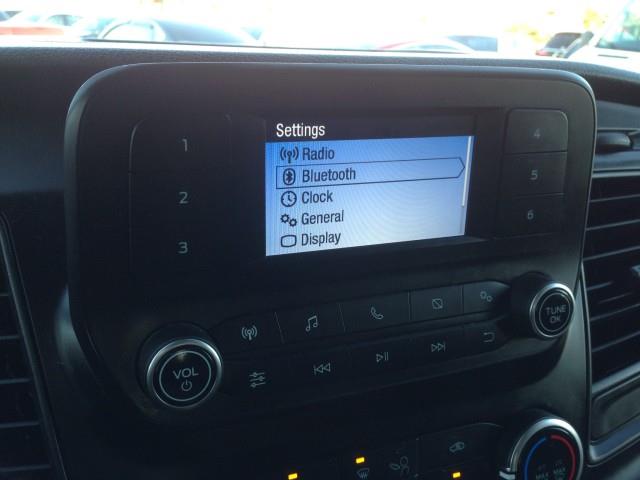 Settings
Radio
Bluetooth
Clock
General
Display
1
2
3
4
5
6
VOL
TUNE
OK